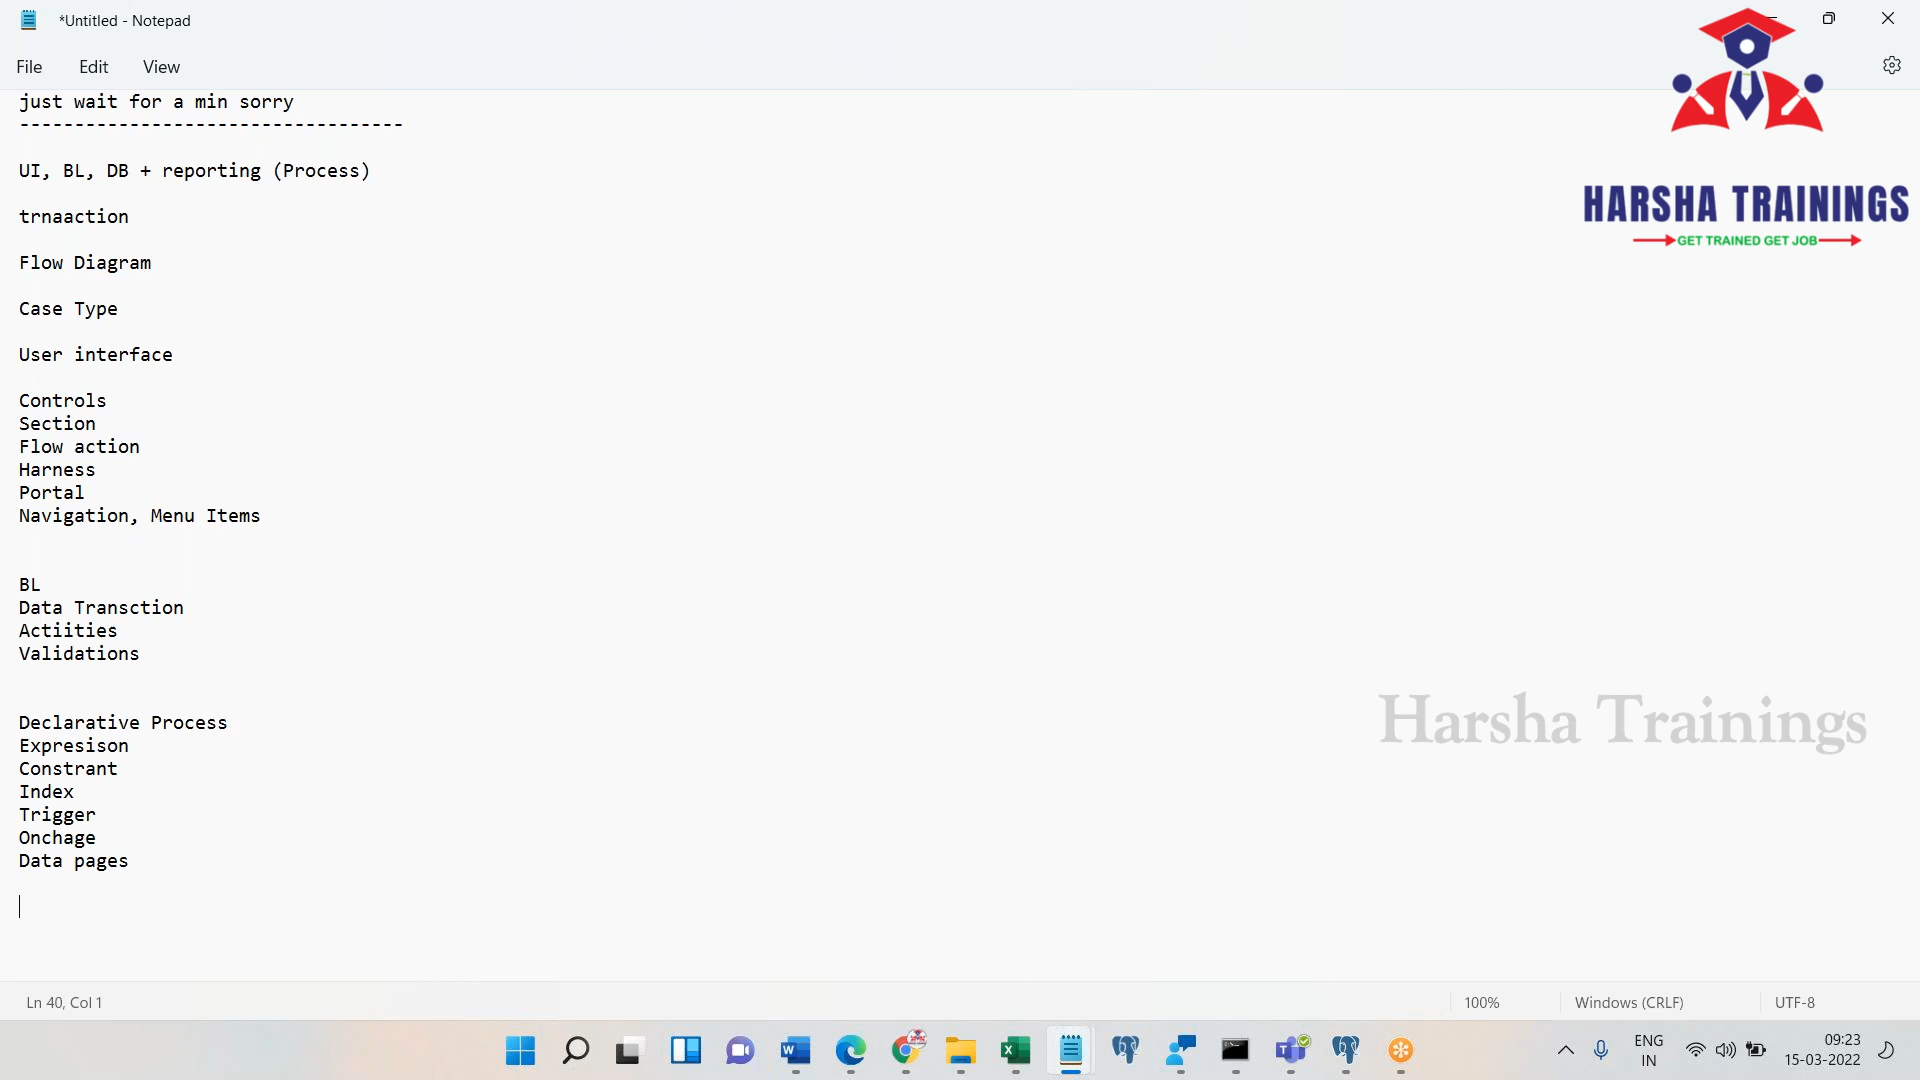 *Untitled - Notepad
File Edit View
just wait for a min sorry
-----------------------------------
UI, BL, DB + reporting (Process)
trnaaction
Flow Diagram
Case Type
User interface
Controls
Section
Flow action
Harness
Portal
Navigation, Menu Items
BL
Data Transction
Actiities
Validations
Declarative Process
Expresison
Constrant
Index
Trigger
Onchage
Data pages
HARSHA TRAININGS
GET TRAINED GET JOB
Harsha Trainings
Ln 40, Col 1
100%
Windows (CRLF)
UTF-8
ENG
IN
09:23
15-03-2022